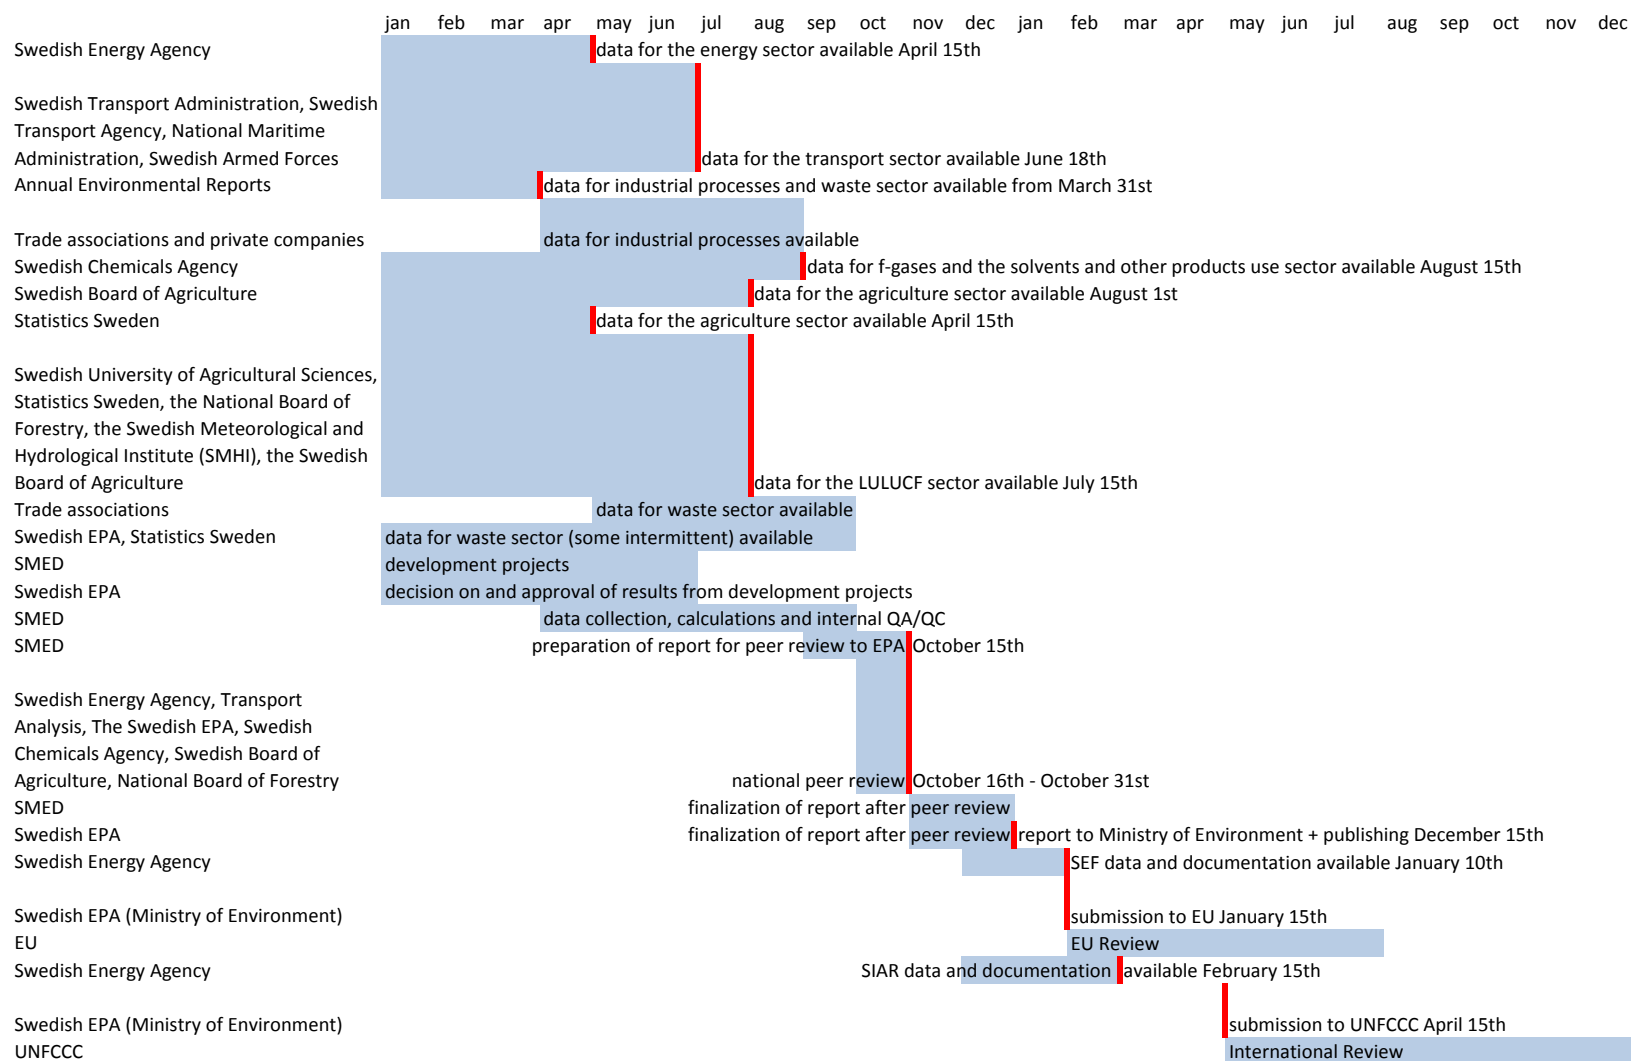 jan feb mar apr may jun jul aug sep oct nov dec jan feb mar apr may jun jul aug sep oct nov dec
Swedish Energy Agency data for the energy sector available April 15th
Swedish Transport Administration, Swedish
Transport Agency, National Maritime
Administration, Swedish Armed Forces data for the transport sector available June 18th
Annual Environmental Reports data for industrial processes and waste sector available from March 31st
Trade associations and private companies data for industrial processes available
Swedish Chemicals Agency data for f-gases and the solvents and other products use sector available August 15th
Swedish Board of Agriculture data for the agriculture sector available August 1st
Statistics Sweden data for the agriculture sector available April 15th
Swedish University of Agricultural Sciences,
Statistics Sweden, the National Board of
Forestry, the Swedish Meteorological and
Hydrological Institute (SMHI), the Swedish
Board of Agriculture data for the LULUCF sector available July 15th
Trade associations data for waste sector available
Swedish EPA, Statistics Sweden data for waste sector (some intermittent) available
SMED development projects
Swedish EPA decision on and approval of results from development projects
SMED data collection, calculations and internal QA/QC
SMED preparation of report for peer review to EPA October 15th
Swedish Energy Agency, Transport
Analysis, The Swedish EPA, Swedish
Chemicals Agency, Swedish Board of
Agriculture, National Board of Forestry national peer review October 16th - October 31st
SMED finalization of report after peer review
Swedish EPA finalization of report after peer review report to Ministry of Environment + publishing December 15th
Swedish Energy Agency SEF data and documentation available January 10th
Swedish EPA (Ministry of Environment) submission to EU January 15th
EU EU Review
Swedish Energy Agency SIAR data and documentation available February 15th
Swedish EPA (Ministry of Environment) submission to UNFCCC April 15th
UNFCCC International Review